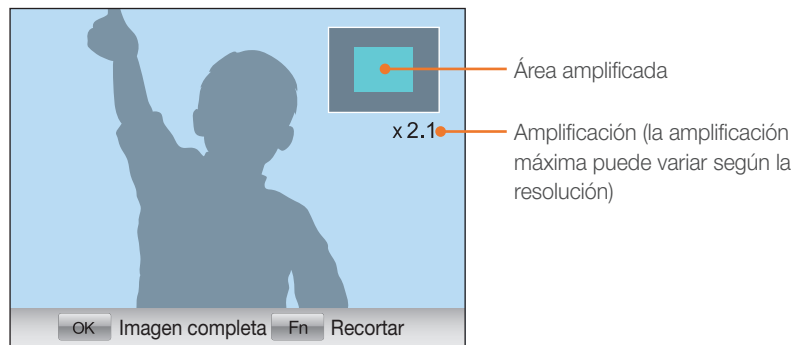 Área amplificada
x 2.1
Amplificación (la amplificación
máxima puede variar según la
resolución)
OK Imagen completa Fn Recortar